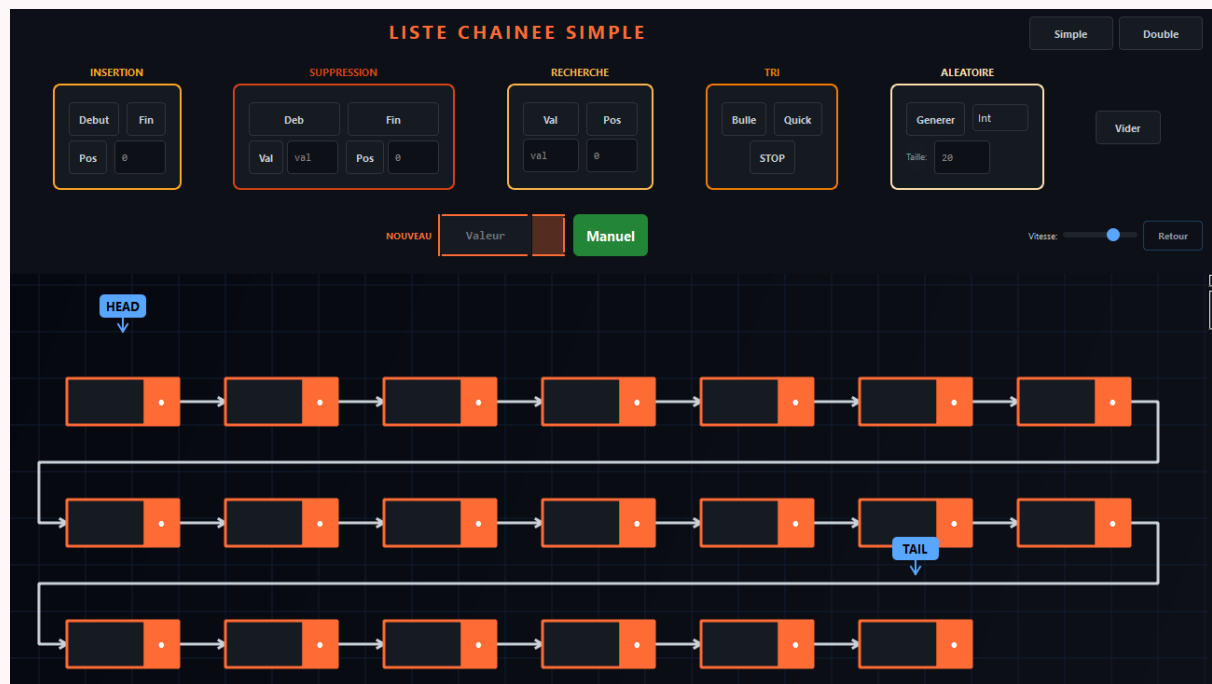 LISTE CHAINEE SIMPLE
Simple Double
INSERTION SUPPRESSION RECHERCHE TRI ALEATOIRE
Debut Fin Deb Fin Val Pos Bulle Quick Generer Int
Vider
Pos 0 Val val Pos 0 val 0 STOP Taille: 20
NOUVEAU Valeur Manuel Vitesse: Retour
HEAD
TAIL